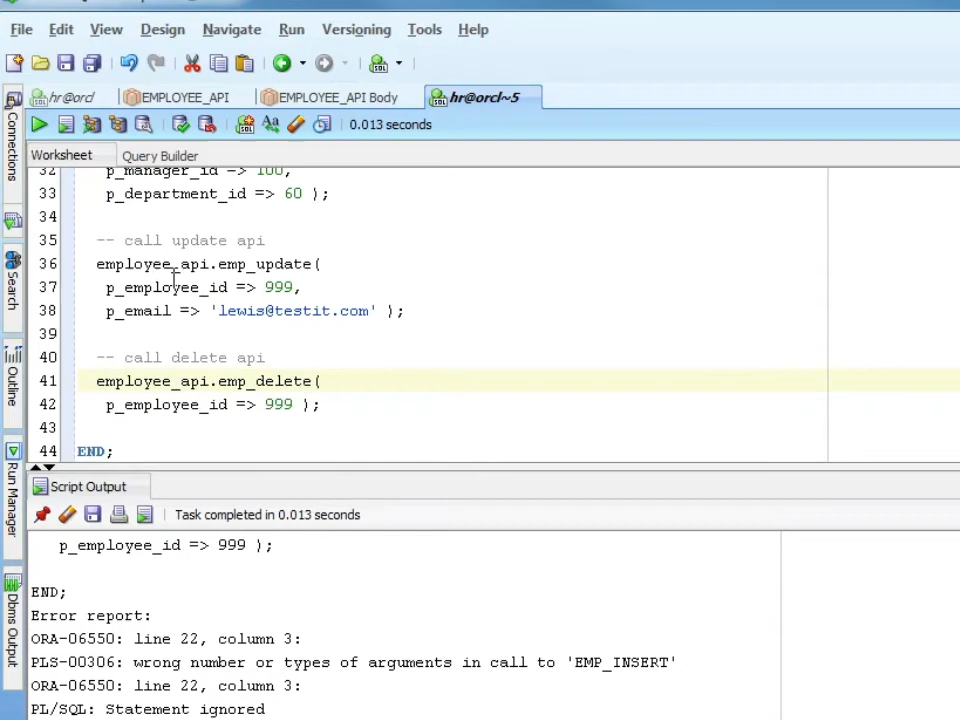 File Edit View Design Navigate Run Versioning Tools Help
hr@orcl EMPLOYEE_API EMPLOYEE_API Body hr@orcl~5
0.013 seconds
Worksheet Query Builder
32 p_manager_id => 100,
33 p_department_id => 60 );
34
35 -- call update api
36 employee_api.emp_update(
37 p_employee_id => 999,
38 p_email => 'lewis@testit.com' );
39
40 -- call delete api
41 employee_api.emp_delete(
42 p_employee_id => 999 );
43
44 END;
Script Output
Task completed in 0.013 seconds
p_employee_id => 999 );
END;
Error report:
ORA-06550: line 22, column 3:
PLS-00306: wrong number or types of arguments in call to 'EMP_INSERT'
ORA-06550: line 22, column 3:
PL/SQL: Statement ignored
Connections
Search
Outline
Run Manager
Dbms Output